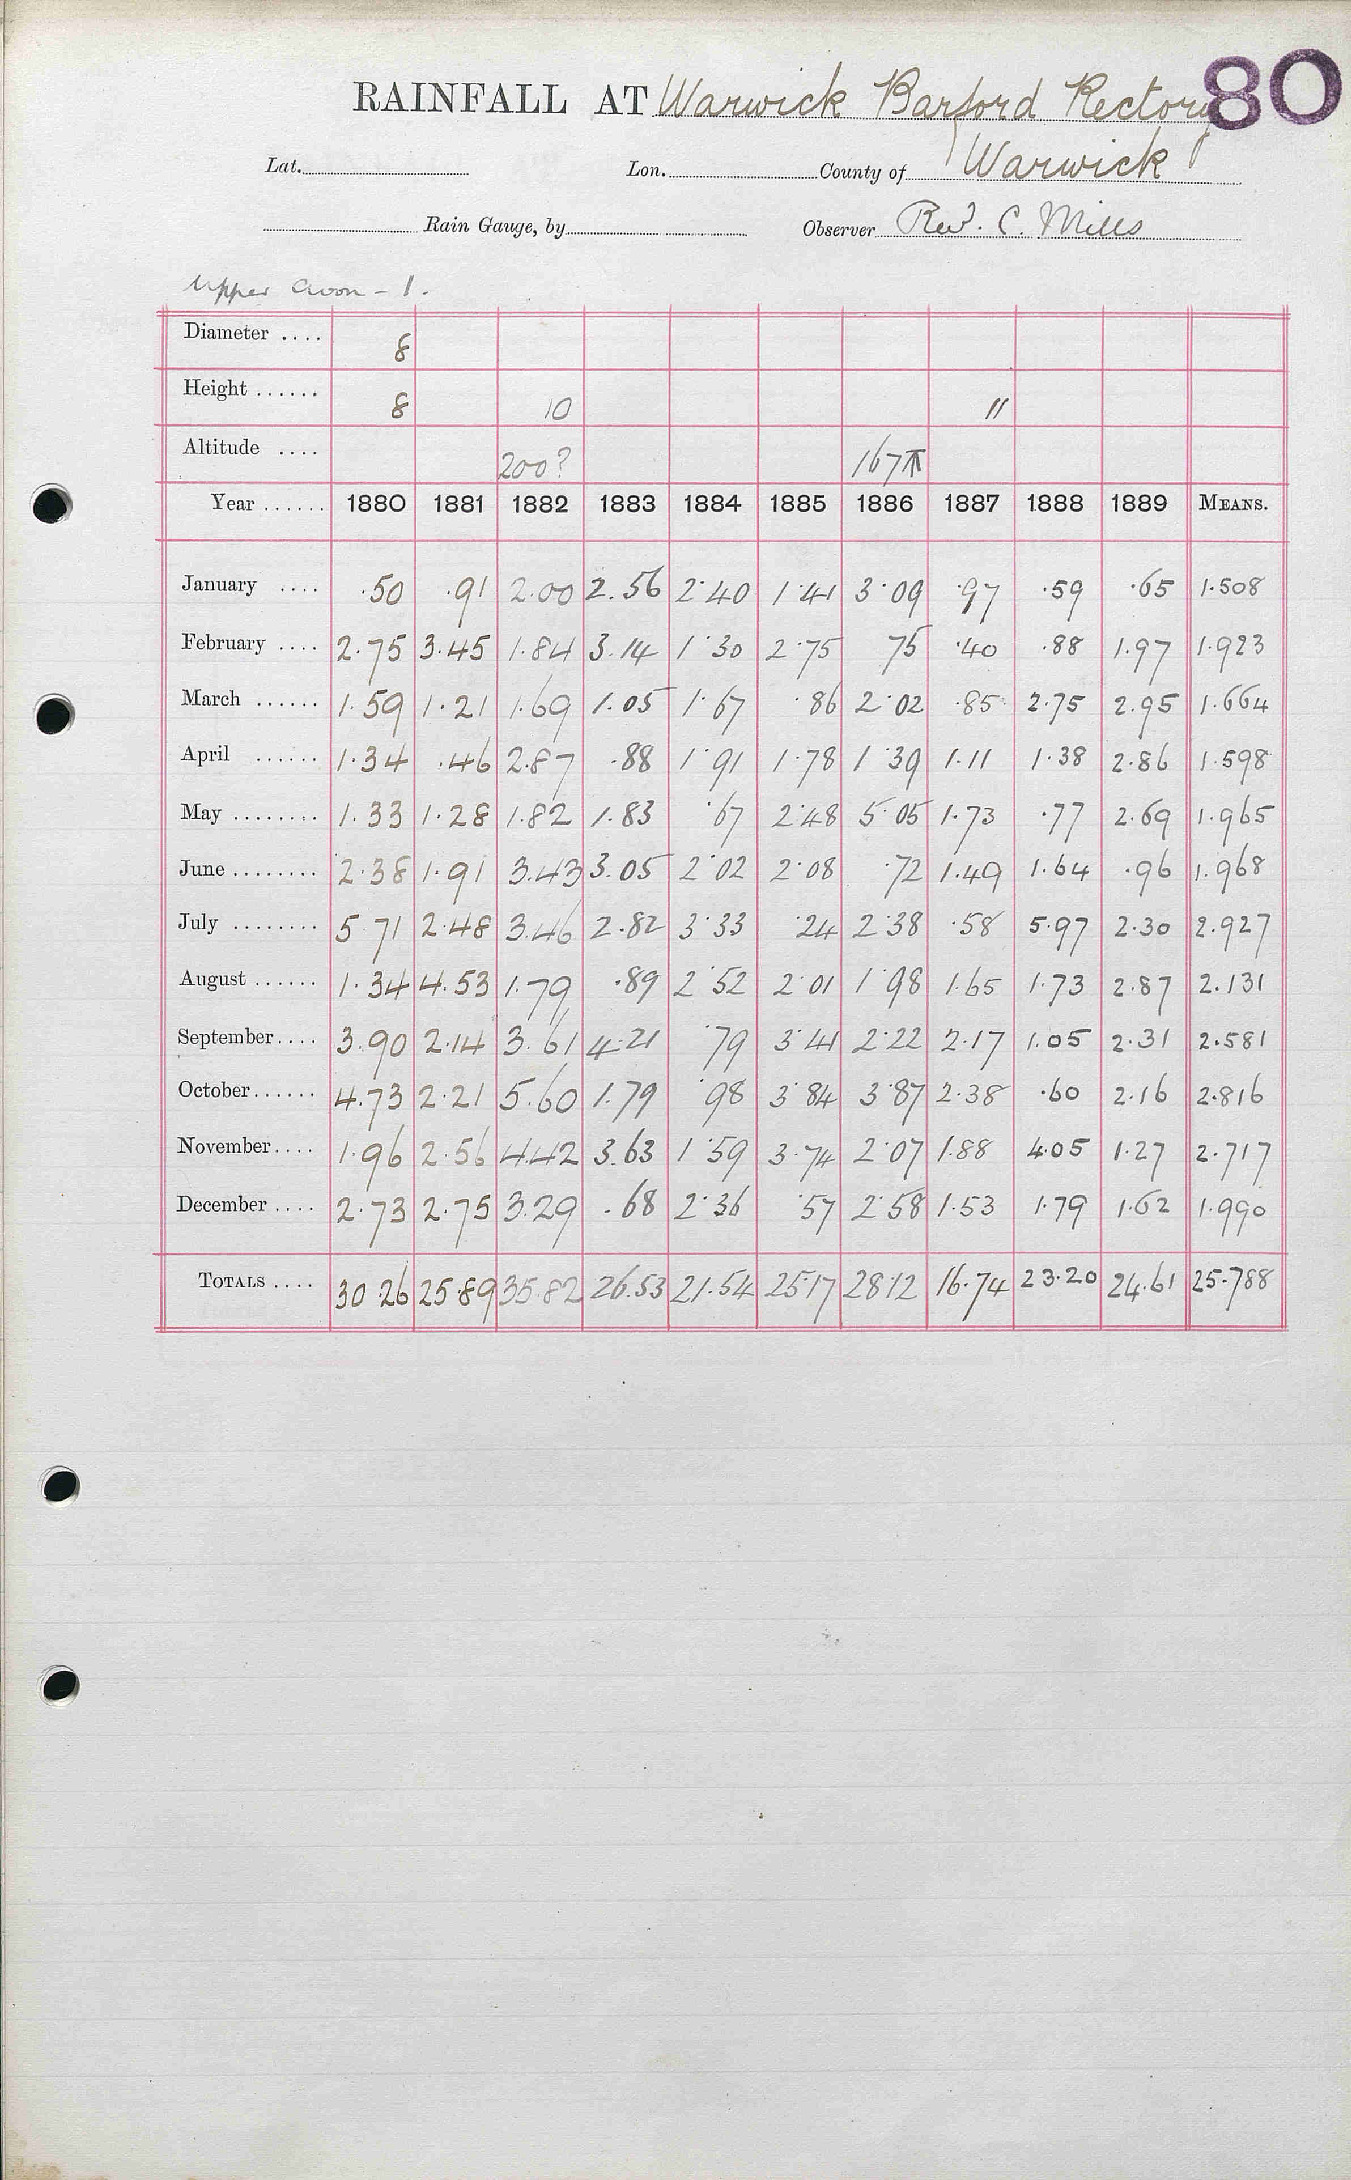 RAINFALL AT Warwick Barford Rectory 80
Lat. Lon. County of Warwick
Rain Gauge, by Observer Revd. C. Mills
Upper Avon - 1.
Diameter .... 8
Height ...... 8 10 11
Altitude .... 200? 167
Year ...... 1880 1881 1882 1883 1884 1885 1886 1887 1888 1889 MEANS.
January .... .50 .91 2.00 2.56 2.40 1.41 3.09 .97 .59 .65 1.508
February .... 2.75 3.45 1.84 3.14 1.30 2.75 75 .40 .88 1.97 1.923
March ...... 1.59 1.21 1.69 1.05 1.67 .86 2.02 .85 2.75 2.95 1.664
April ...... 1.34 .46 2.87 .88 1.91 1.78 1.39 1.11 1.38 2.86 1.598
May ........ 1.33 1.28 1.82 1.83 .67 2.48 5.05 1.73 .77 2.69 1.965
June ........ 2.38 1.91 3.43 3.05 2.02 2.08 .72 1.49 1.64 .96 1.968
July ........ 5 71 2.48 3.46 2.82 3.33 .24 2.38 .58 5.97 2.30 2.927
August ...... 1.34 4.53 1.79 .89 2.52 2.01 1.98 1.65 1.73 2.87 2.131
September .... 3.90 2.14 3.61 4.21 .79 3.41 2.22 2.17 1.05 2.31 2.581
October ...... 4.73 2.21 5.60 1.79 .98 3.84 3.87 2.38 .60 2.16 2.816
November .... 1.96 2.56 4.42 3.63 1.59 3.74 2.07 1.88 4.05 1.27 2.717
December .... 2.73 2.75 3.29 .68 2.36 .57 2.58 1.53 1.79 1.62 1.990
TOTALS .... 30.26 25.89 35.82 26.53 21.54 25.17 28.12 16.74 23.20 24.61 25.788